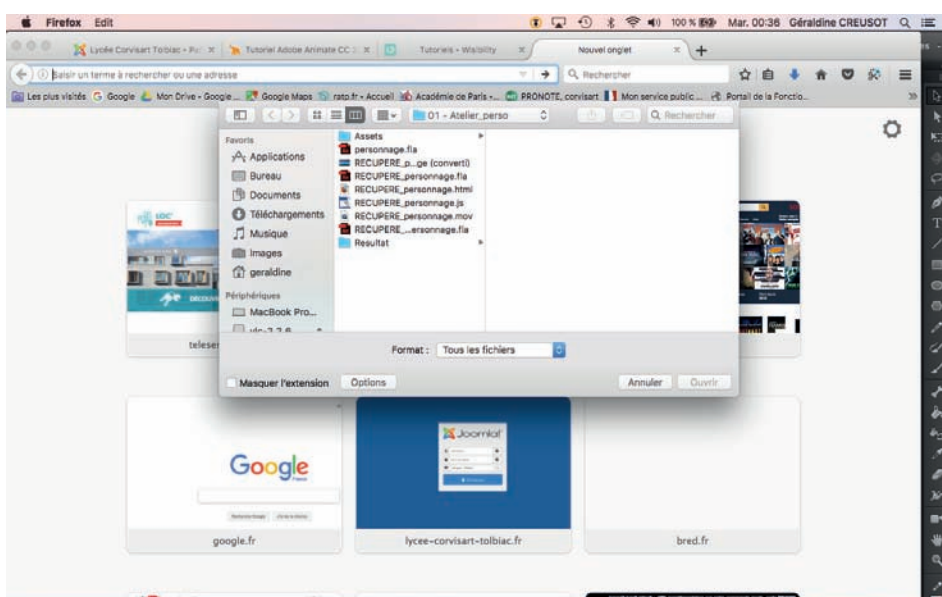 Firefox Edit 100 % Mar. 00:36 Géraldine CREUSOT
Lycée Corvisart Tolbiac - Tutoriel Adobe Animate CC Tutoriels - Wisibility Nouvel onglet
Saisir un terme à rechercher ou une adresse Rechercher
Les plus visités Google Mon Drive - Google ... Google Maps ratp.fr - Accueil Académie de Paris -... PRONOTE, corvisart Mon service public ... Portail de la Fonctio...
01 - Atelier_perso Rechercher
Favoris
Applications
Bureau
Documents
Téléchargements
Musique
Images
geraldine
Périphériques
MacBook Pro...
Assets
personnage.fla
RECUPERE_p...ge (converti)
RECUPERE_personnage.fla
RECUPERE_personnage.html
RECUPERE_personnage.js
RECUPERE_personnage.mov
RECUPERE_...ersonnage.fla
Resultat
Format : Tous les fichiers
Masquer l'extension Options Annuler Ouvrir
LOC'
DÉCOUVR
teleser
Google
France
google.fr
Joomla!
lycee-corvisart-tolbiac.fr
bred.fr